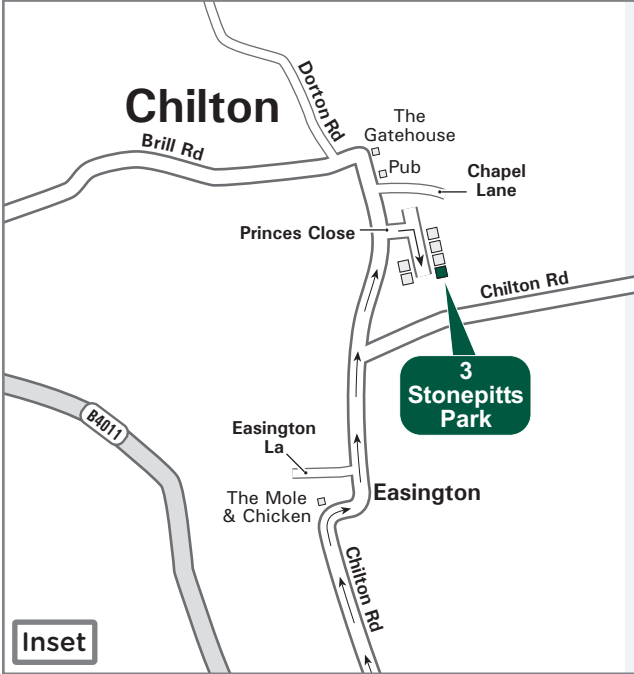 Dorton Rd
Chilton
The
Gatehouse
Brill Rd
Pub
Chapel
Lane
Princes Close
Chilton Rd
3
Stonepitts
Park
B4011
Easington
La
The Mole
& Chicken
Easington
Chilton Rd
Inset